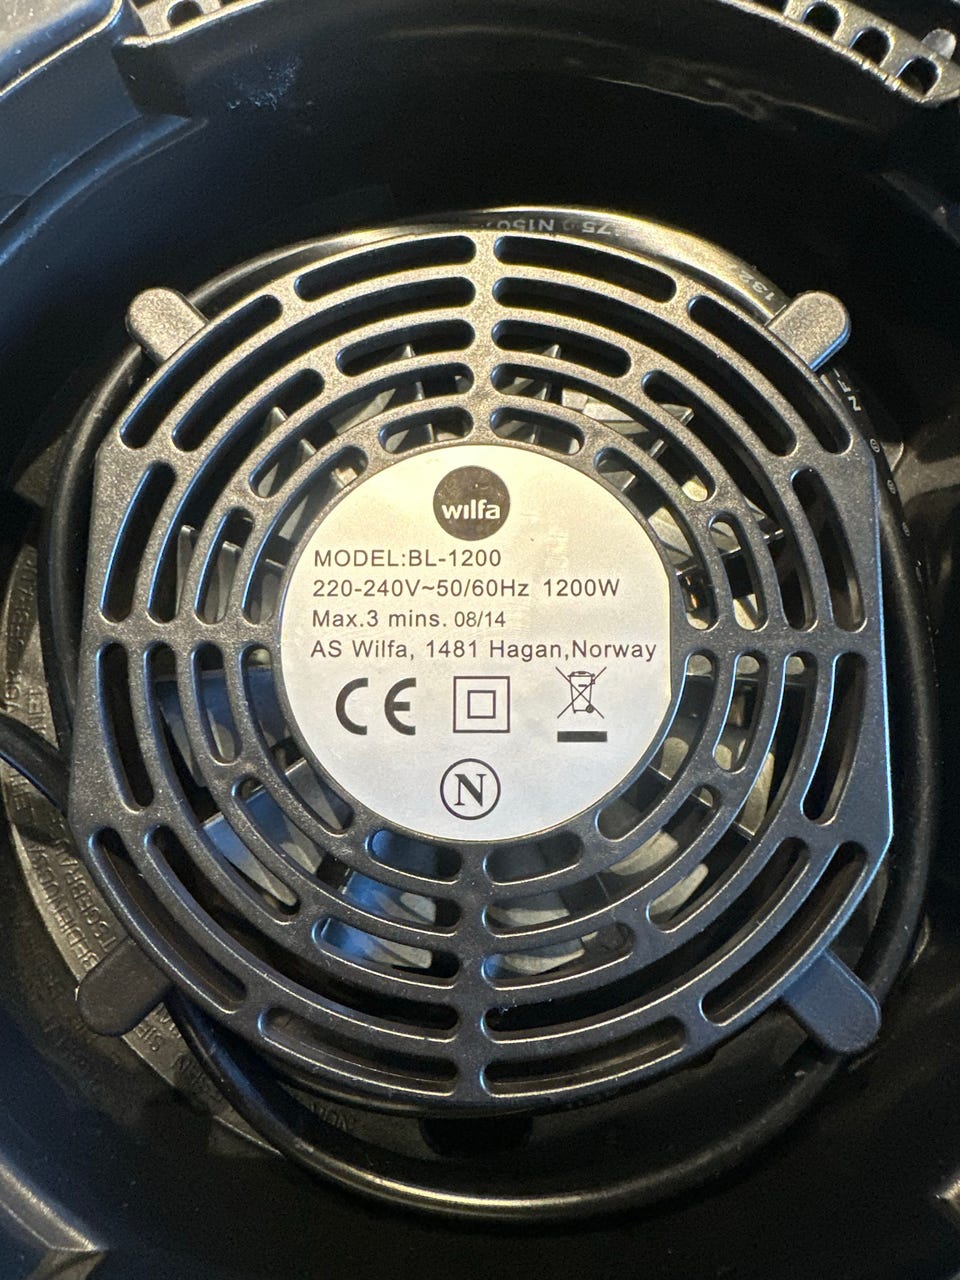 wilfa
MODEL:BL-1200
220-240V~50/60Hz 1200W
Max.3 mins. 08/14
AS Wilfa, 1481 Hagan,Norway
CE
N